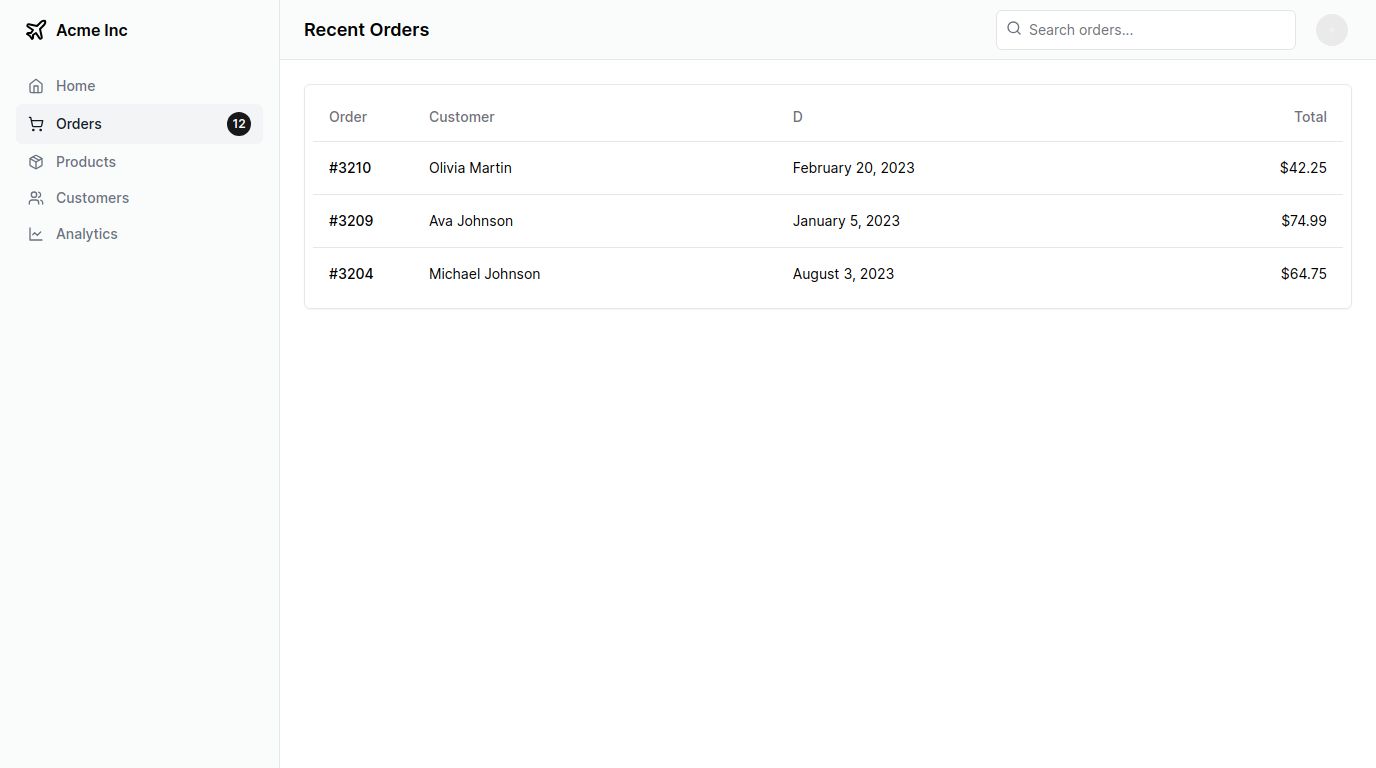 Acme Inc
Recent Orders
Search orders...
Home
Orders 12
Products
Customers
Analytics
Order Customer D Total
#3210 Olivia Martin February 20, 2023 $42.25
#3209 Ava Johnson January 5, 2023 $74.99
#3204 Michael Johnson August 3, 2023 $64.75